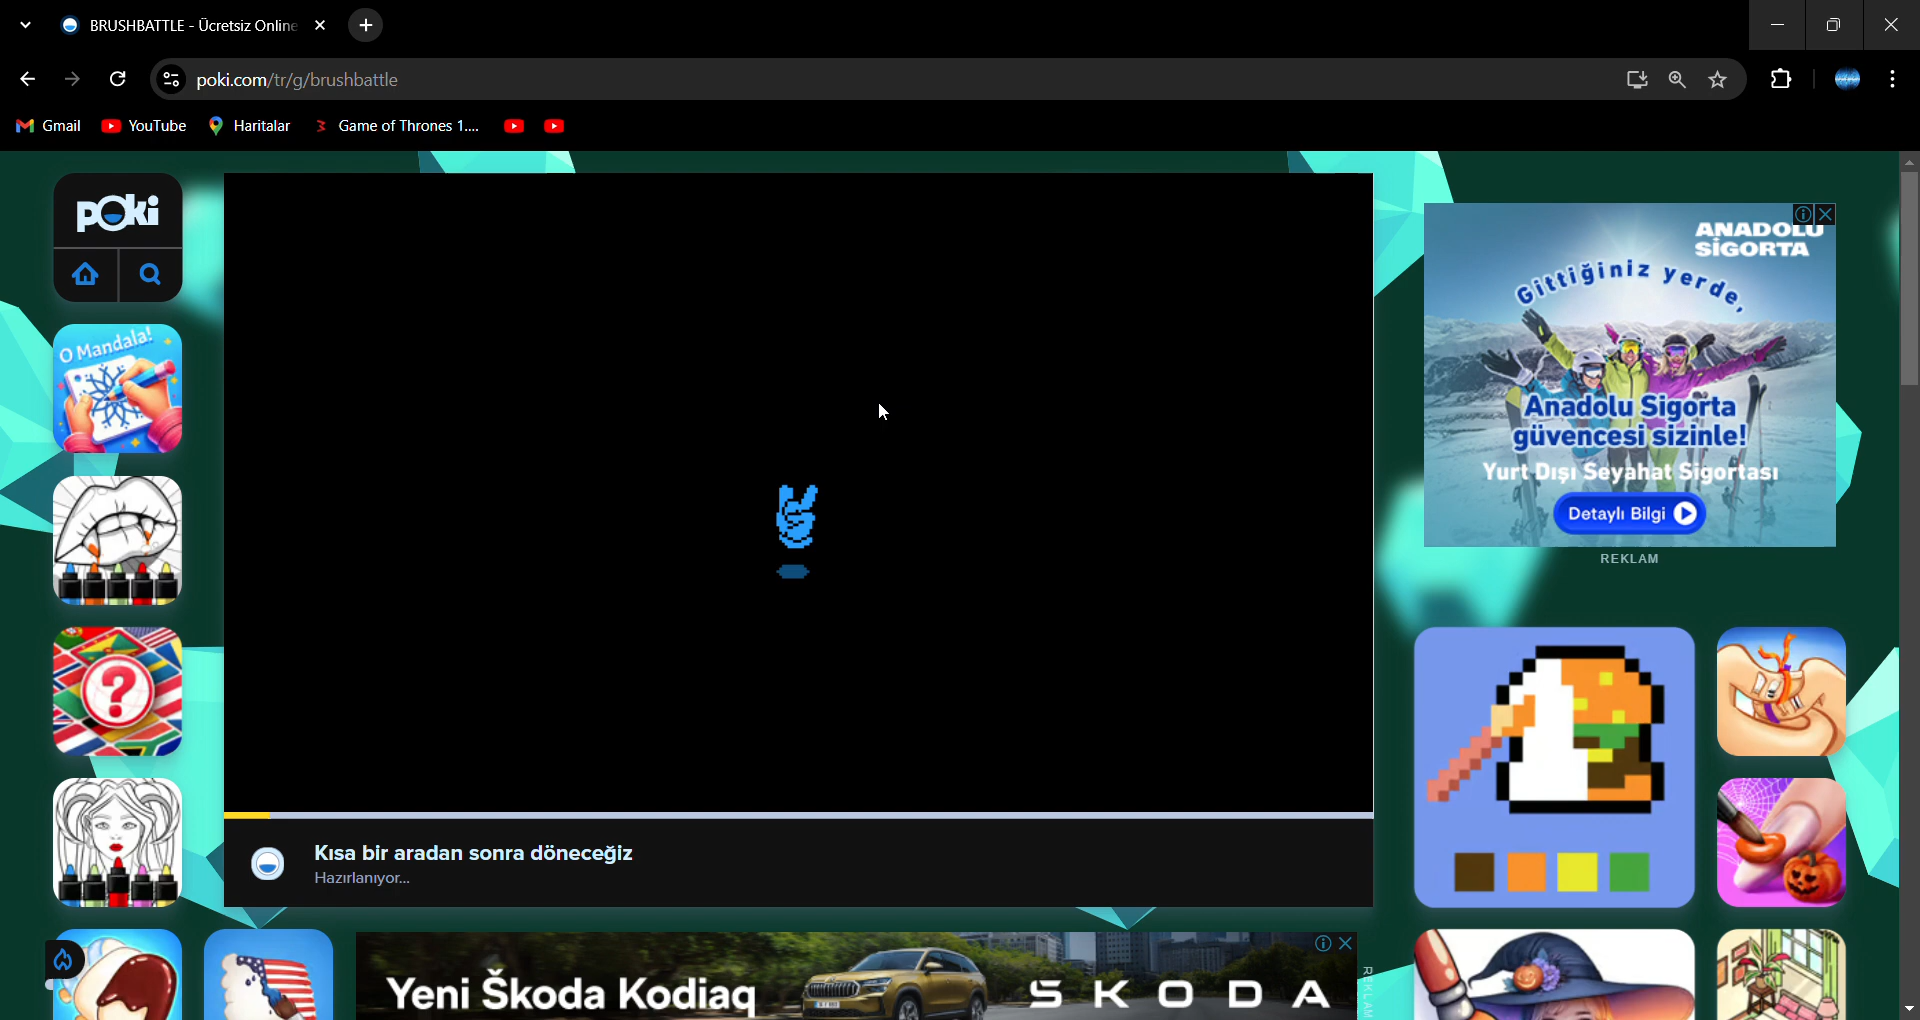 BRUSHBATTLE - Ücretsiz Online
poki.com/tr/g/brushbattle
Gmail
YouTube
Haritalar
Game of Thrones 1....
poki
O Mandala!
ANADOLU
SİGORTA
Gittiğiniz yerde,
Anadolu Sigorta
güvencesi sizinle!
Yurt Dışı Seyahat Sigortası
Detaylı Bilgi
REKLAM
Kısa bir aradan sonra döneceğiz
Hazırlanıyor...
Yeni Škoda Kodiaq
SKODA
REKLAM